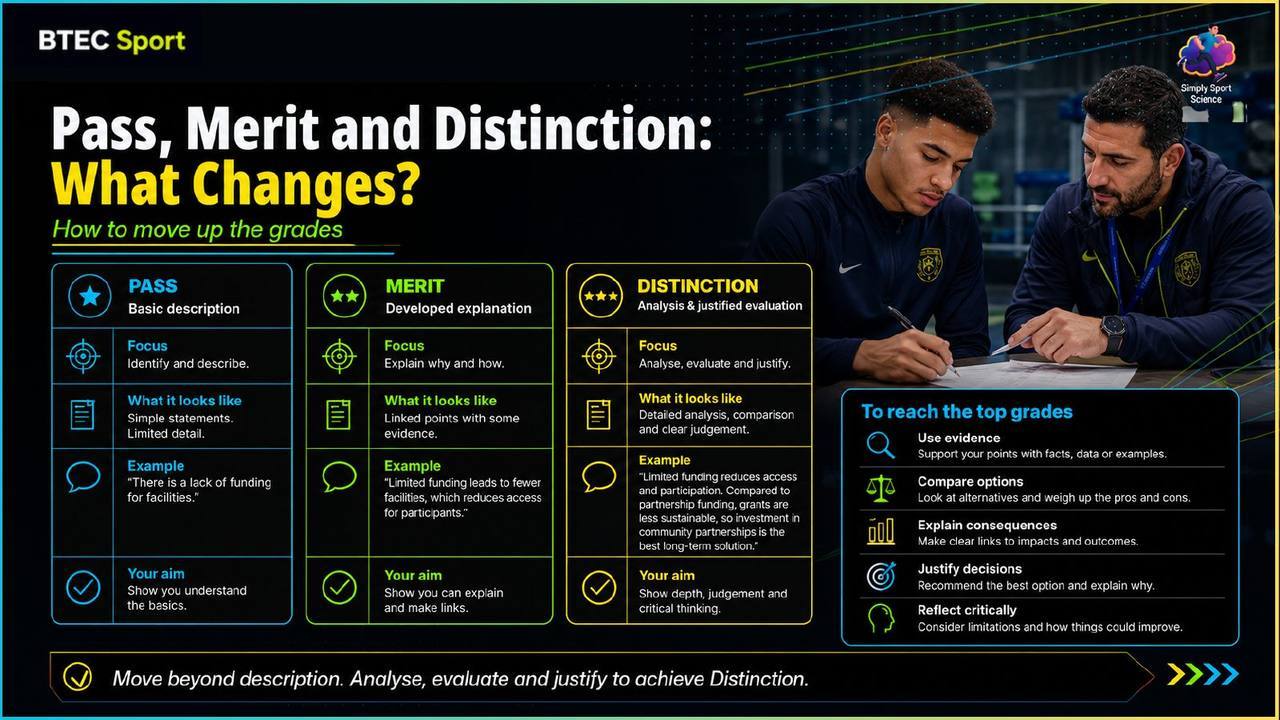 BTEC Sport
Simply Sport
Science
Pass, Merit and Distinction:
What Changes?
How to move up the grades
PASS
Basic description
Focus
Identify and describe.
What it looks like
Simple statements.
Limited detail.
Example
"There is a lack of funding
for facilities."
Your aim
Show you understand
the basics.
MERIT
Developed explanation
Focus
Explain why and how.
What it looks like
Linked points with some
evidence.
Example
"Limited funding leads to fewer
facilities, which reduces access
for participants."
Your aim
Show you can explain
and make links.
DISTINCTION
Analysis & justified evaluation
Focus
Analyse, evaluate and justify.
What it looks like
Detailed analysis, comparison
and clear judgement.
Example
"Limited funding reduces access
and participation. Compared to
partnership funding, grants are
less sustainable, so investment in
community partnerships is the
best long-term solution."
Your aim
Show depth, judgement and
critical thinking.
To reach the top grades
Use evidence
Support your points with facts, data or examples.
Compare options
Look at alternatives and weigh up the pros and cons.
Explain consequences
Make clear links to impacts and outcomes.
Justify decisions
Recommend the best option and explain why.
Reflect critically
Consider limitations and how things could improve.
Move beyond description. Analyse, evaluate and justify to achieve Distinction.